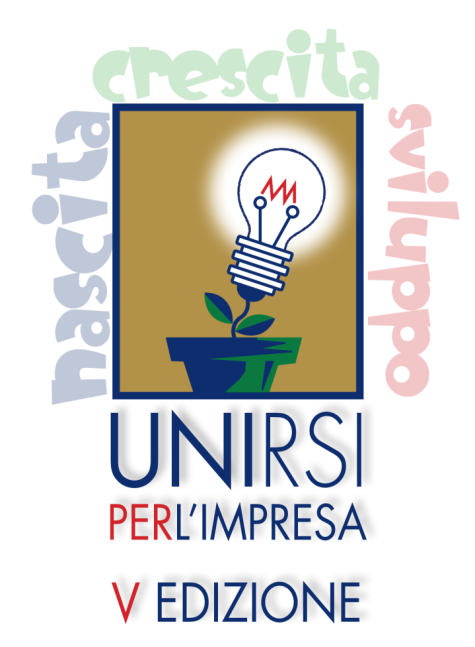 nascita
crescita
sviluppo
UNIRSI
PERL'IMPRESA
V EDIZIONE